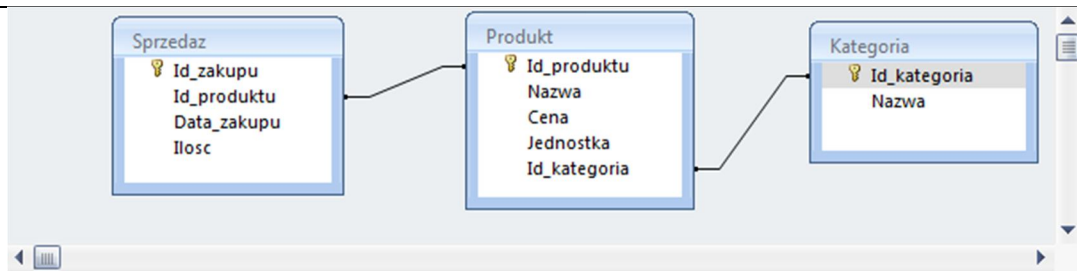 Sprzedaz
Id_zakupu
Id_produktu
Data_zakupu
Ilosc
Produkt
Id_produktu
Nazwa
Cena
Jednostka
Id_kategoria
Kategoria
Id_kategoria
Nazwa